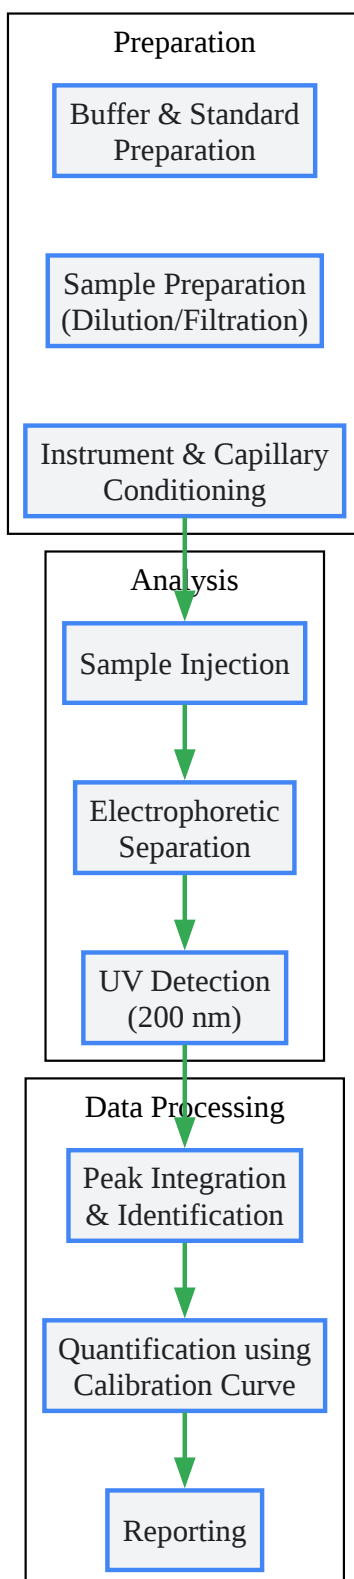 Preparation
Buffer & Standard
Preparation
Sample Preparation
(Dilution/Filtration)
Instrument & Capillary
Conditioning
Analysis
Sample Injection
Electrophoretic
Separation
UV Detection
(200 nm)
Data Processing
Peak Integration
& Identification
Quantification using
Calibration Curve
Reporting